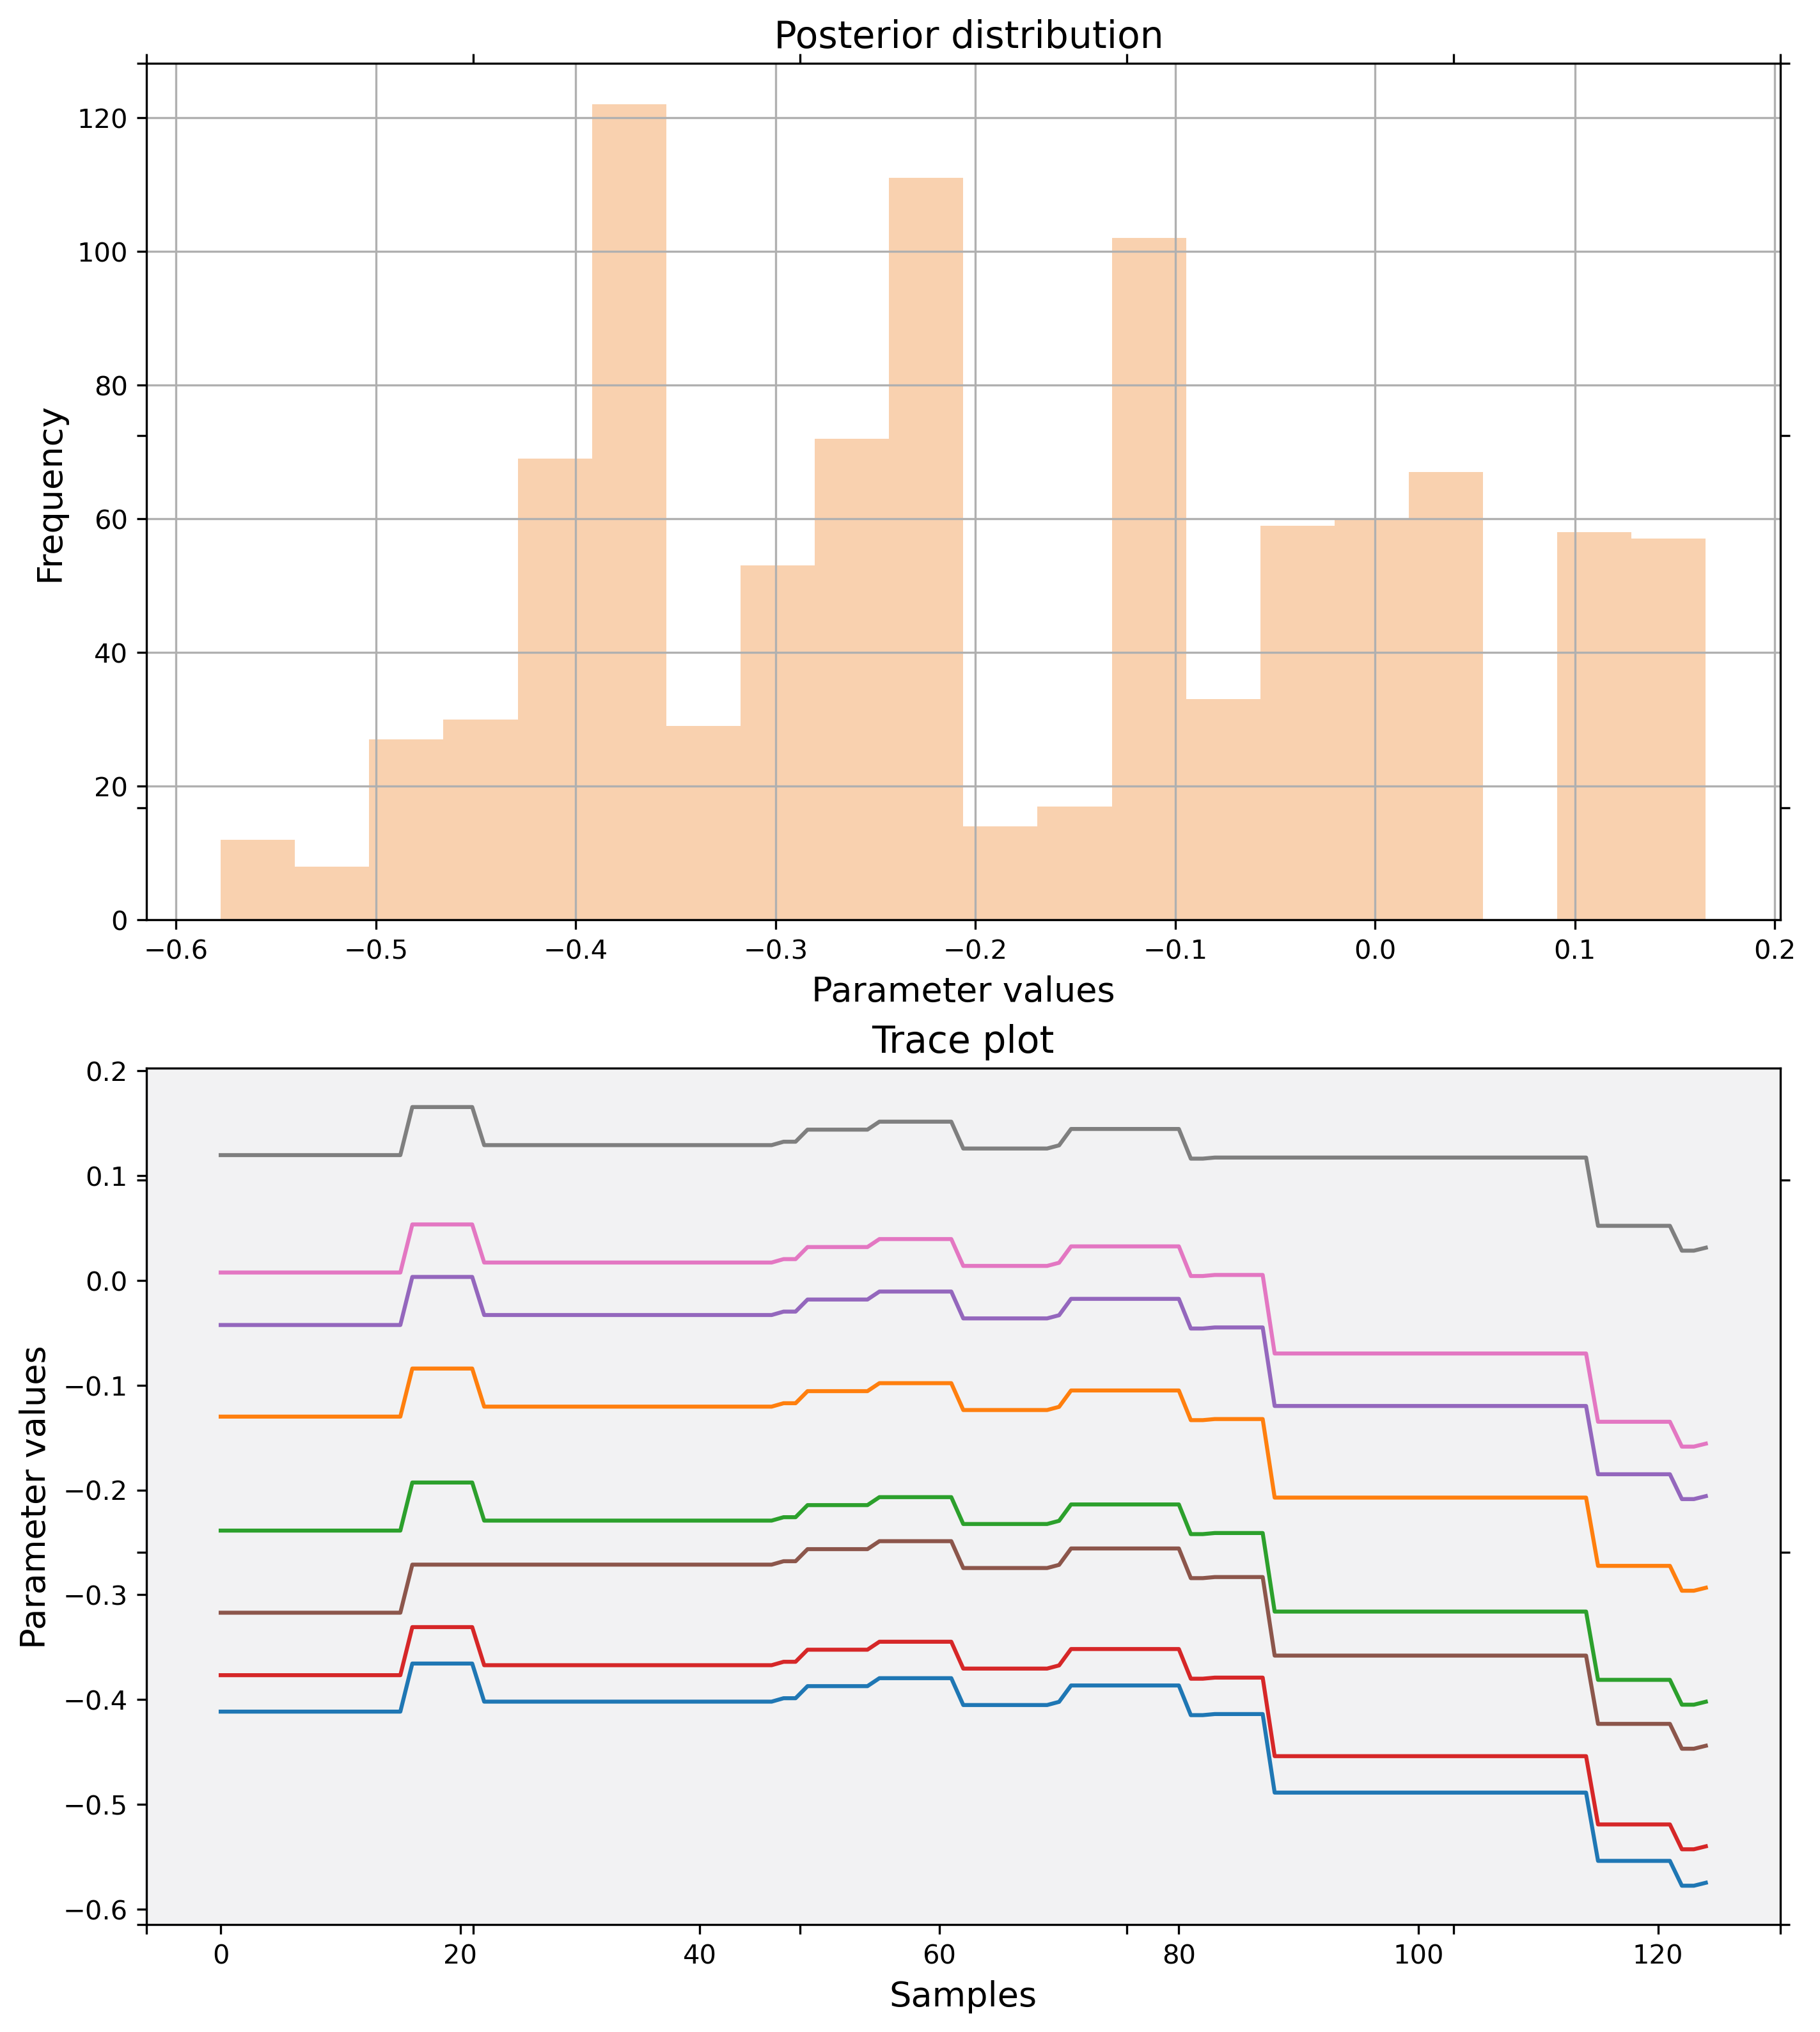 Posterior distribution
120
100
80
60
40
20
0
Frequency
−0.6 −0.5 −0.4 −0.3 −0.2 −0.1 0.0 0.1 0.2
Parameter values
Trace plot
0.2
0.1
0.0
−0.1
−0.2
−0.3
−0.4
−0.5
−0.6
Parameter values
0 20 40 60 80 100 120
Samples